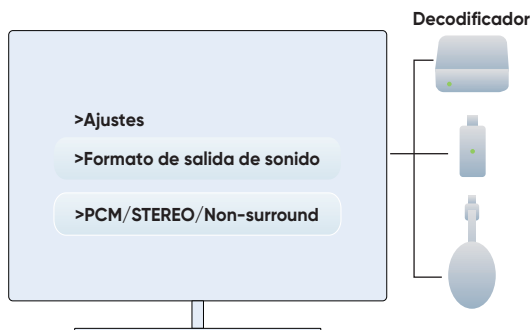 Decodificador
>Ajustes
>Formato de salida de sonido
>PCM/STEREO/Non-surround